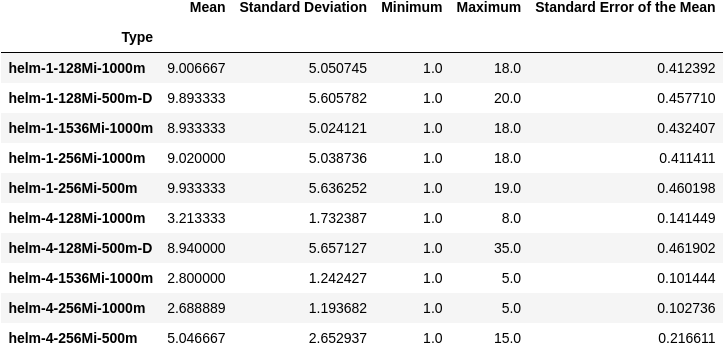 Mean Standard Deviation Minimum Maximum Standard Error of the Mean
Type
helm-1-128Mi-1000m 9.006667 5.050745 1.0 18.0 0.412392
helm-1-128Mi-500m-D 9.893333 5.605782 1.0 20.0 0.457710
helm-1-1536Mi-1000m 8.933333 5.024121 1.0 18.0 0.432407
helm-1-256Mi-1000m 9.020000 5.038736 1.0 18.0 0.411411
helm-1-256Mi-500m 9.933333 5.636252 1.0 19.0 0.460198
helm-4-128Mi-1000m 3.213333 1.732387 1.0 8.0 0.141449
helm-4-128Mi-500m-D 8.940000 5.657127 1.0 35.0 0.461902
helm-4-1536Mi-1000m 2.800000 1.242427 1.0 5.0 0.101444
helm-4-256Mi-1000m 2.688889 1.193682 1.0 5.0 0.102736
helm-4-256Mi-500m 5.046667 2.652937 1.0 15.0 0.216611